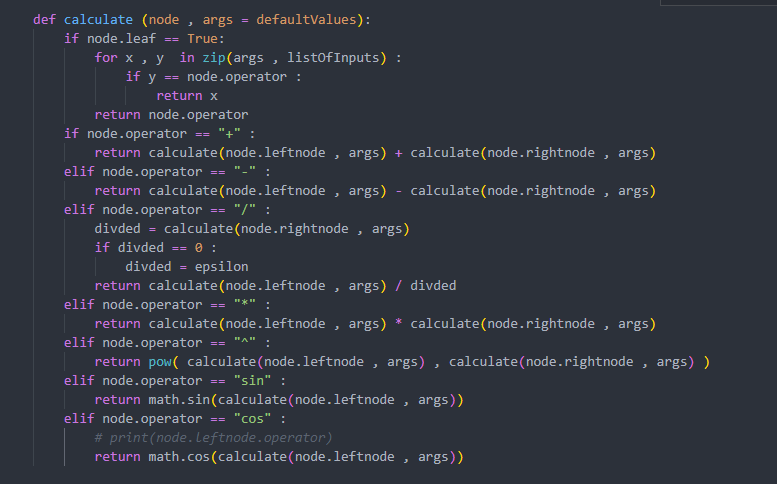 def calculate (node , args = defaultValues):
    if node.leaf == True:
        for x , y  in zip(args , listOfInputs) :
            if y == node.operator :
                return x
        return node.operator
    if node.operator == "+" :
        return calculate(node.leftnode , args) + calculate(node.rightnode , args)
    elif node.operator == "-" :
        return calculate(node.leftnode , args) - calculate(node.rightnode , args)
    elif node.operator == "/" :
        divded = calculate(node.rightnode , args)
        if divded == 0 :
            divded = epsilon
        return calculate(node.leftnode , args) / divded
    elif node.operator == "*" :
        return calculate(node.leftnode , args) * calculate(node.rightnode , args)
    elif node.operator == "^" :
        return pow( calculate(node.leftnode , args) , calculate(node.rightnode , args) )
    elif node.operator == "sin" :
        return math.sin(calculate(node.leftnode , args))
    elif node.operator == "cos" :
        # print(node.leftnode.operator)
        return math.cos(calculate(node.leftnode , args))